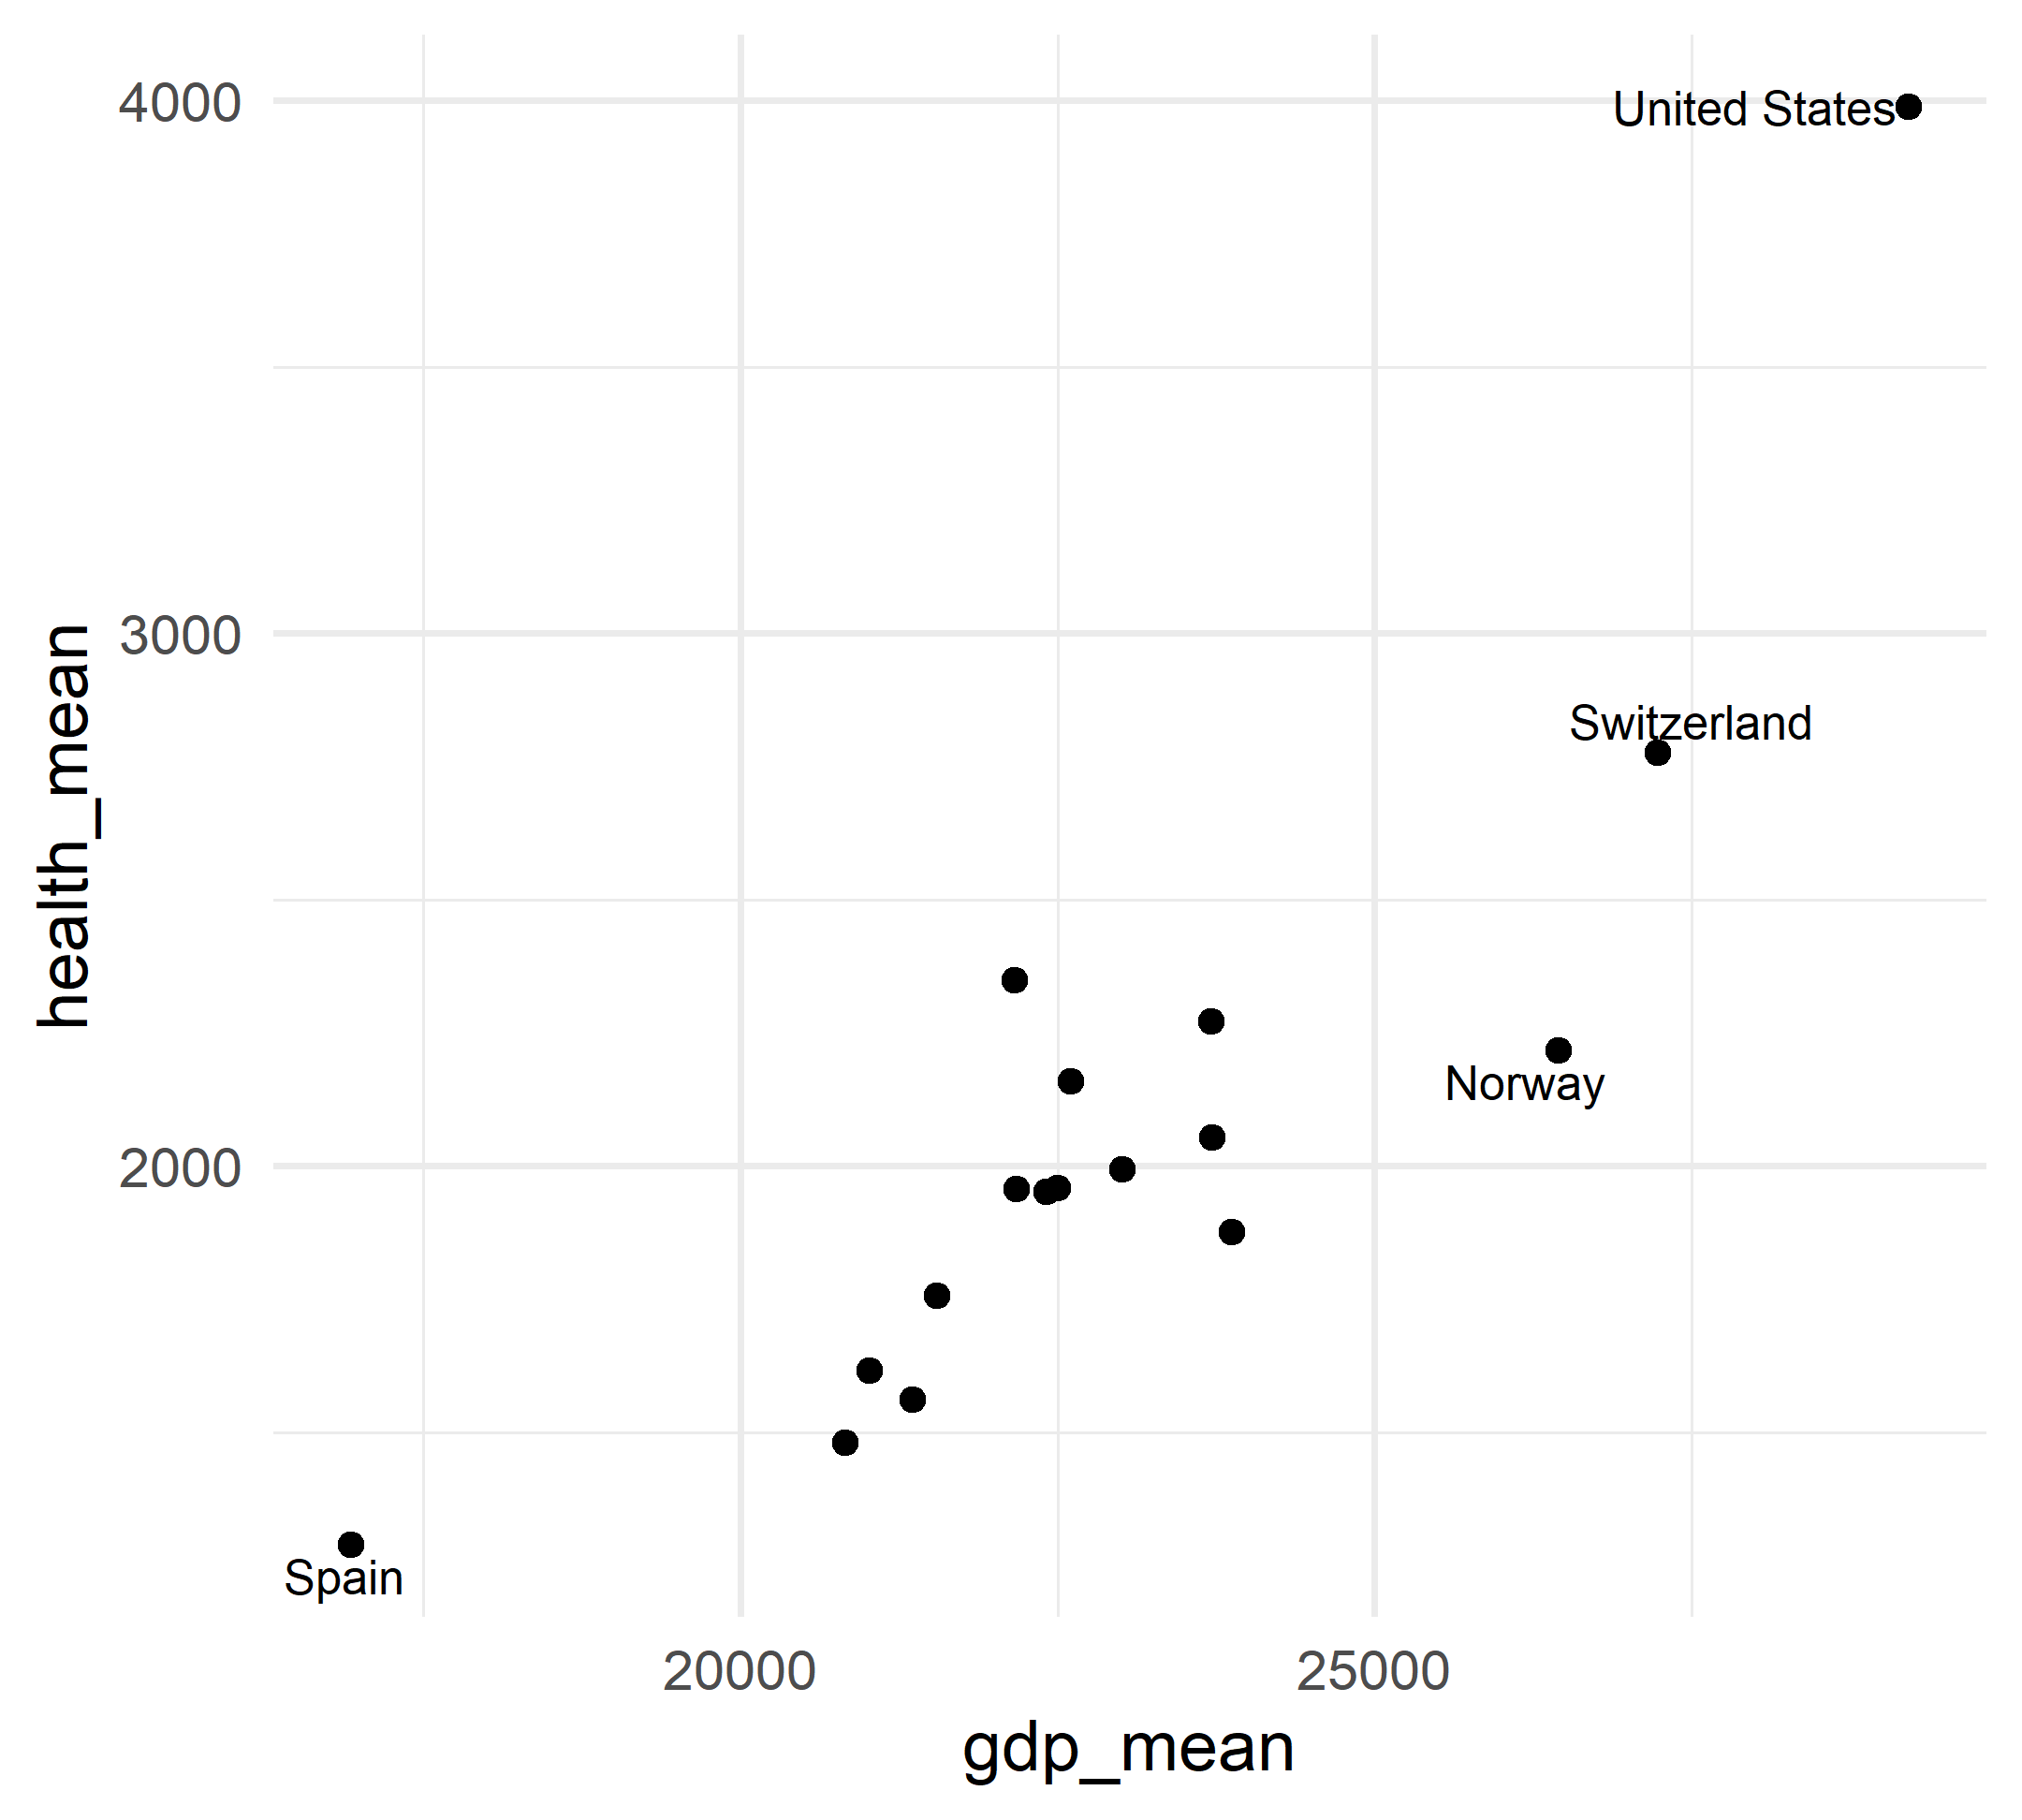 4000
United States
3000
Switzerland
health_mean
Norway
2000
Spain
20000
25000
gdp_mean